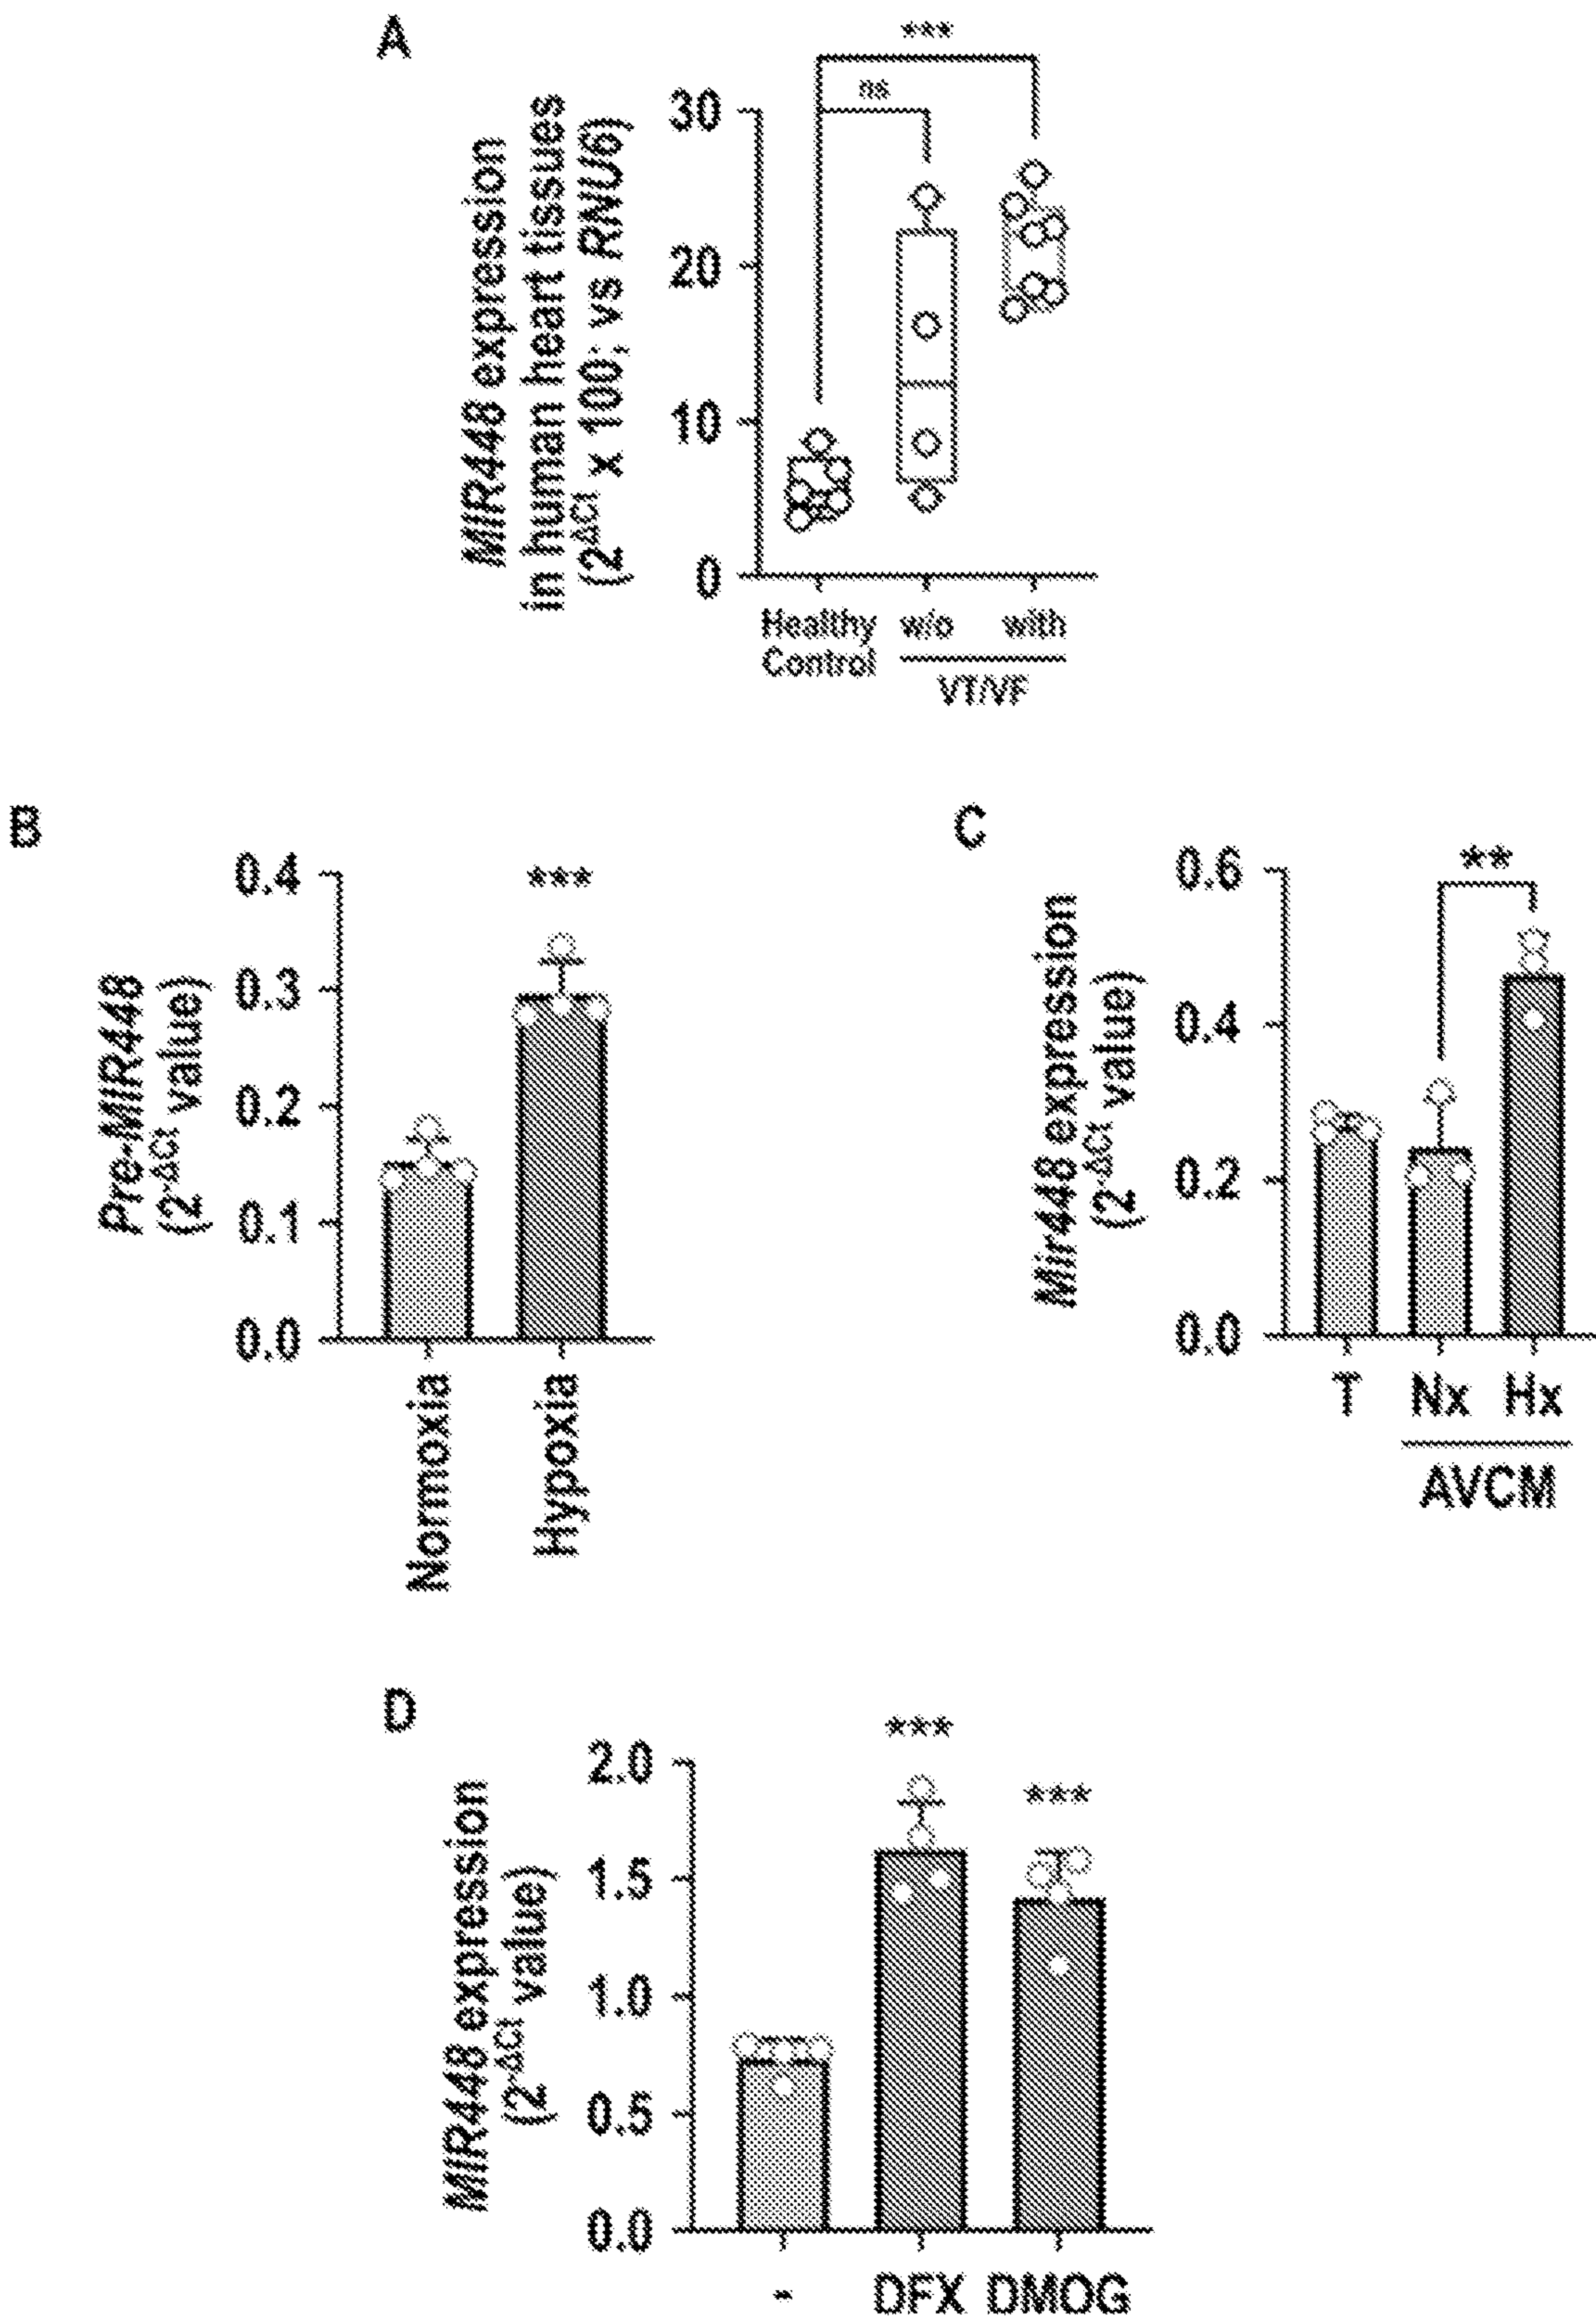 A
***
ns
MIR448 expression
in human heart tissues
(2^ΔCt x 100; vs RNU6)
30
20
10
0
Healthy
Control
w/o
with
VT/VF
B
Pre-MIR448
(2^-ΔCt value)
0.4
0.3
0.2
0.1
0.0
***
Normoxia
Hypoxia
C
Mir448 expression
(2^-ΔCt value)
0.6
0.4
0.2
0.0
**
T
Nx
Hx
AVCM
D
MIR448 expression
(2^-ΔCt value)
2.0
1.5
1.0
0.5
0.0
***
***
-
DFX
DMOG